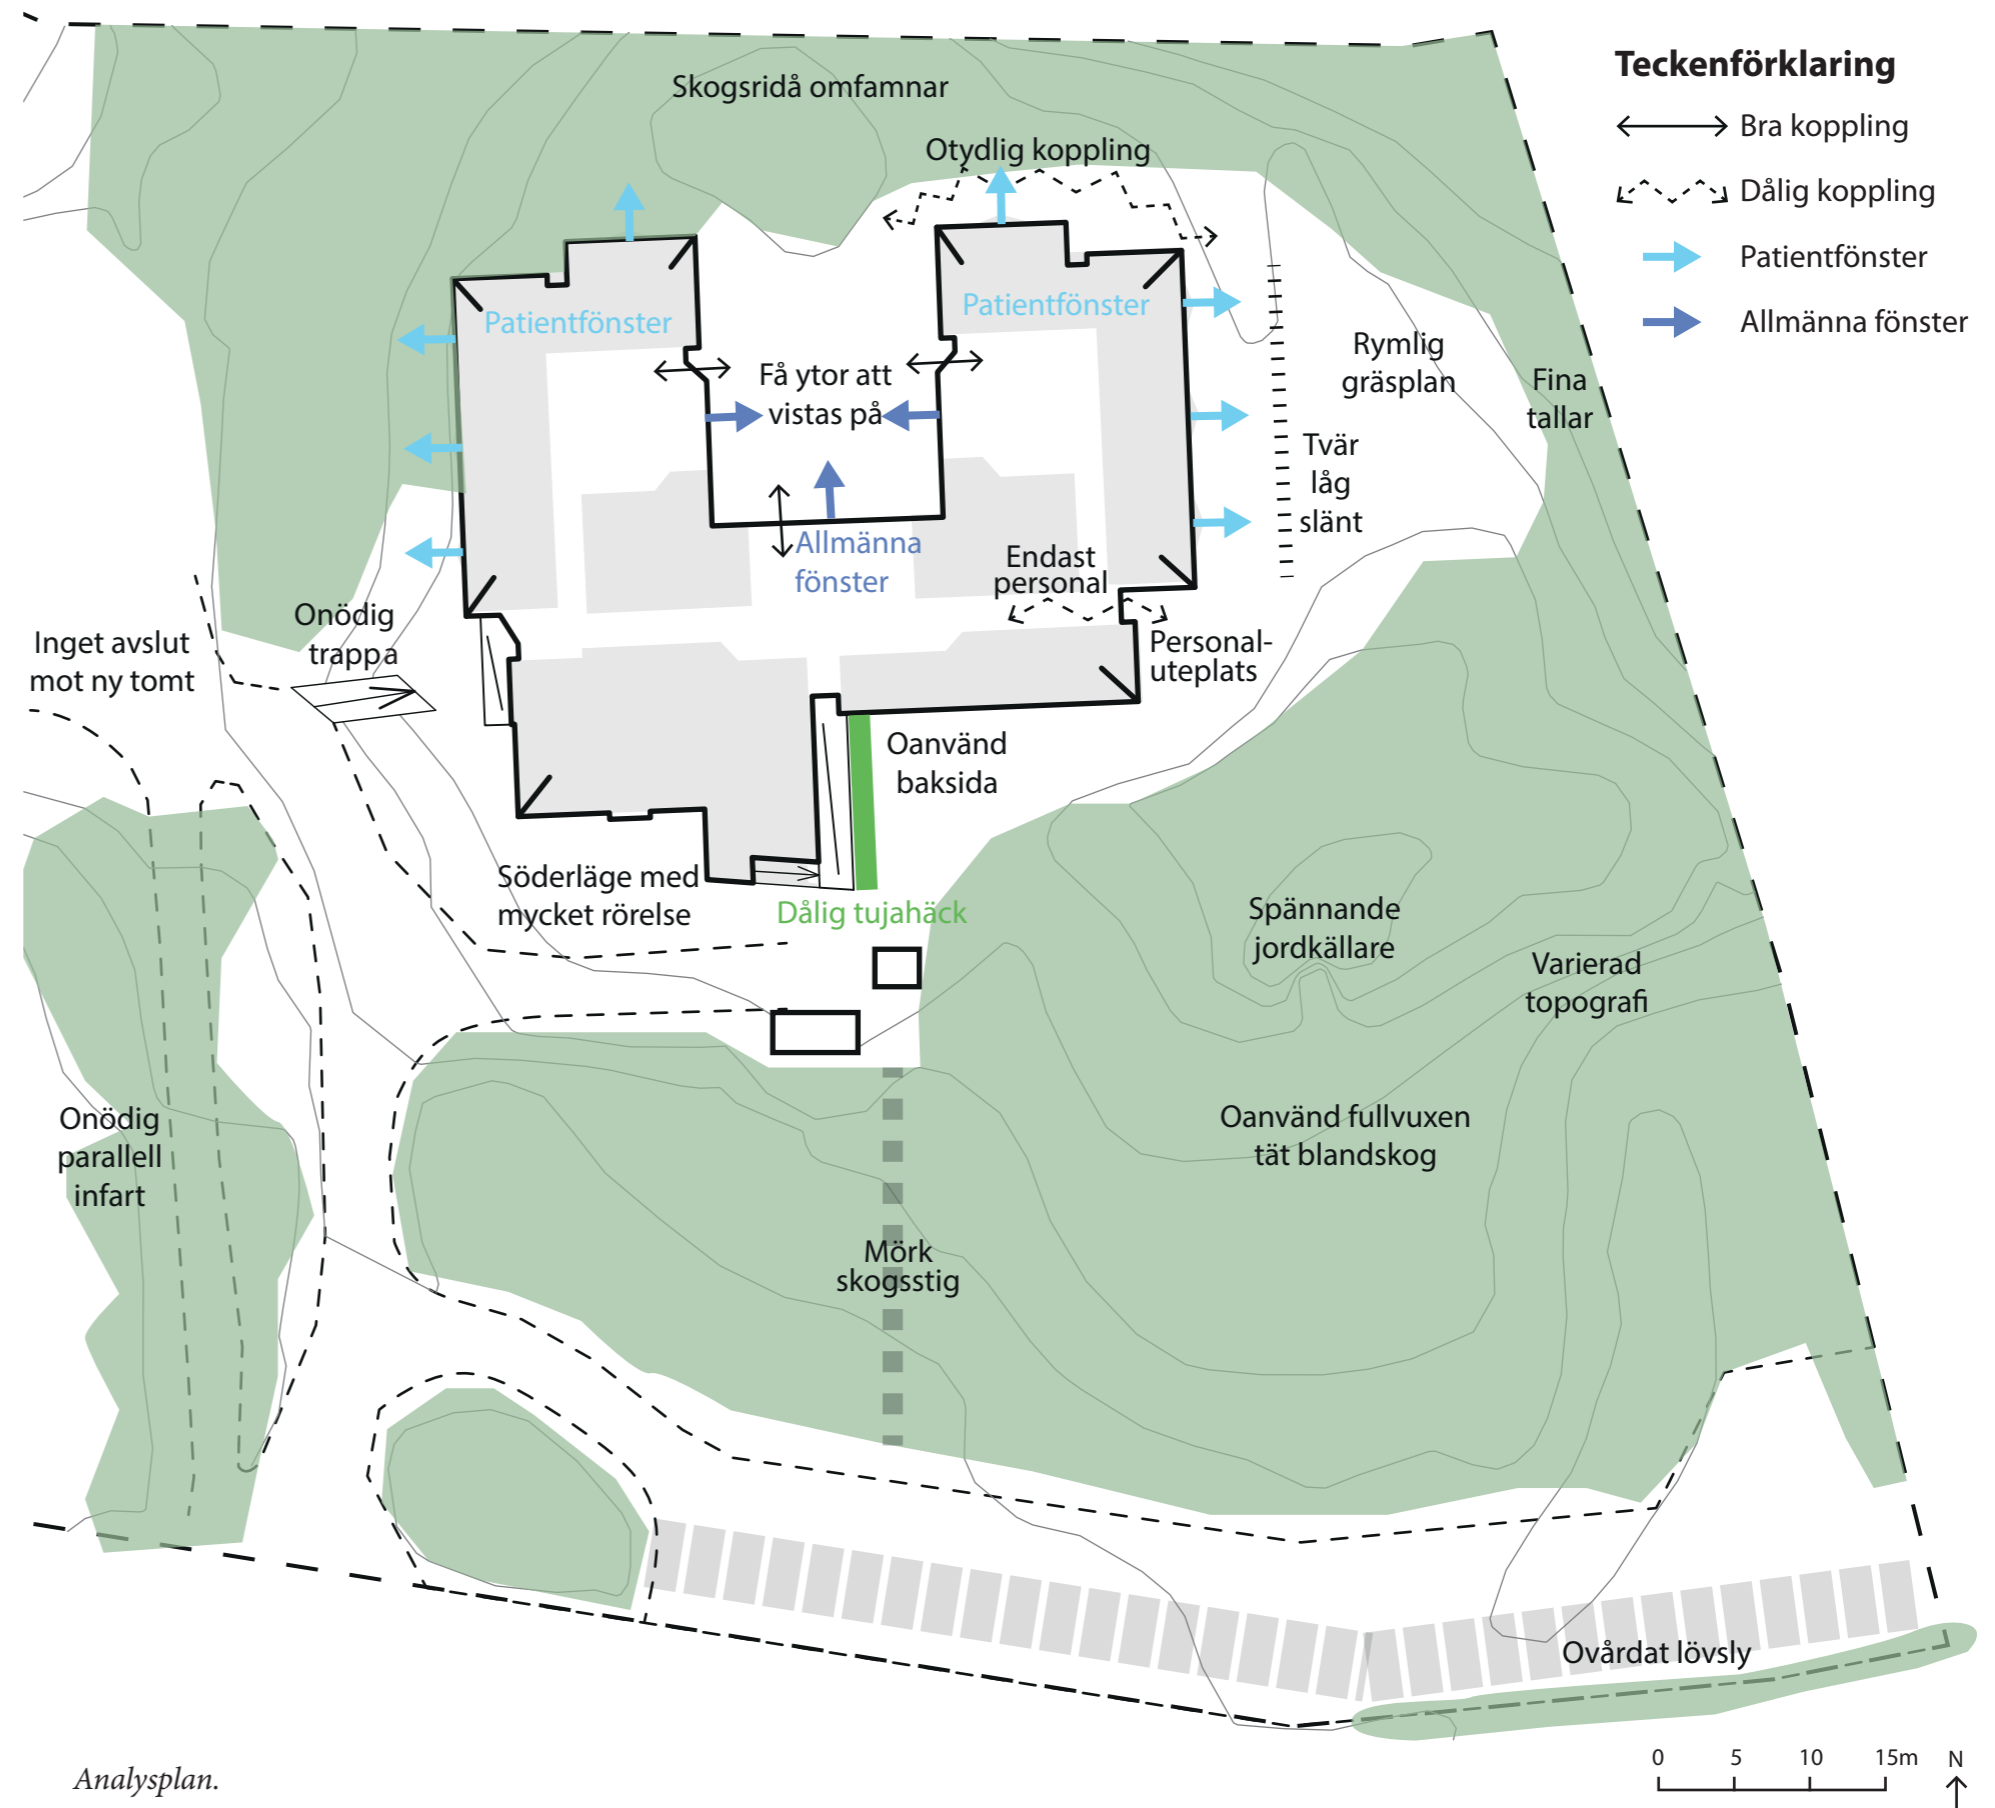 Teckenförklaring
Bra koppling
Dålig koppling
Patientfönster
Allmänna fönster
Skogsridå omfamnar
Otydlig koppling
Patientfönster
Patientfönster
Få ytor att
vistas på
Rymlig
gräsplan
Fina
tallar
Tvär
låg
slänt
Allmänna
fönster
Endast
personal
Onödig
trappa
Inget avslut
mot ny tomt
Personal-
uteplats
Oanvänd
baksida
Söderläge med
mycket rörelse
Dålig tujahäck
Spännande
jordkällare
Varierad
topografi
Onödig
parallell
infart
Oanvänd fullvuxen
tät blandskog
Mörk
skogsstig
Ovårdat lövsly
0 5 10 15m N
Analysplan.